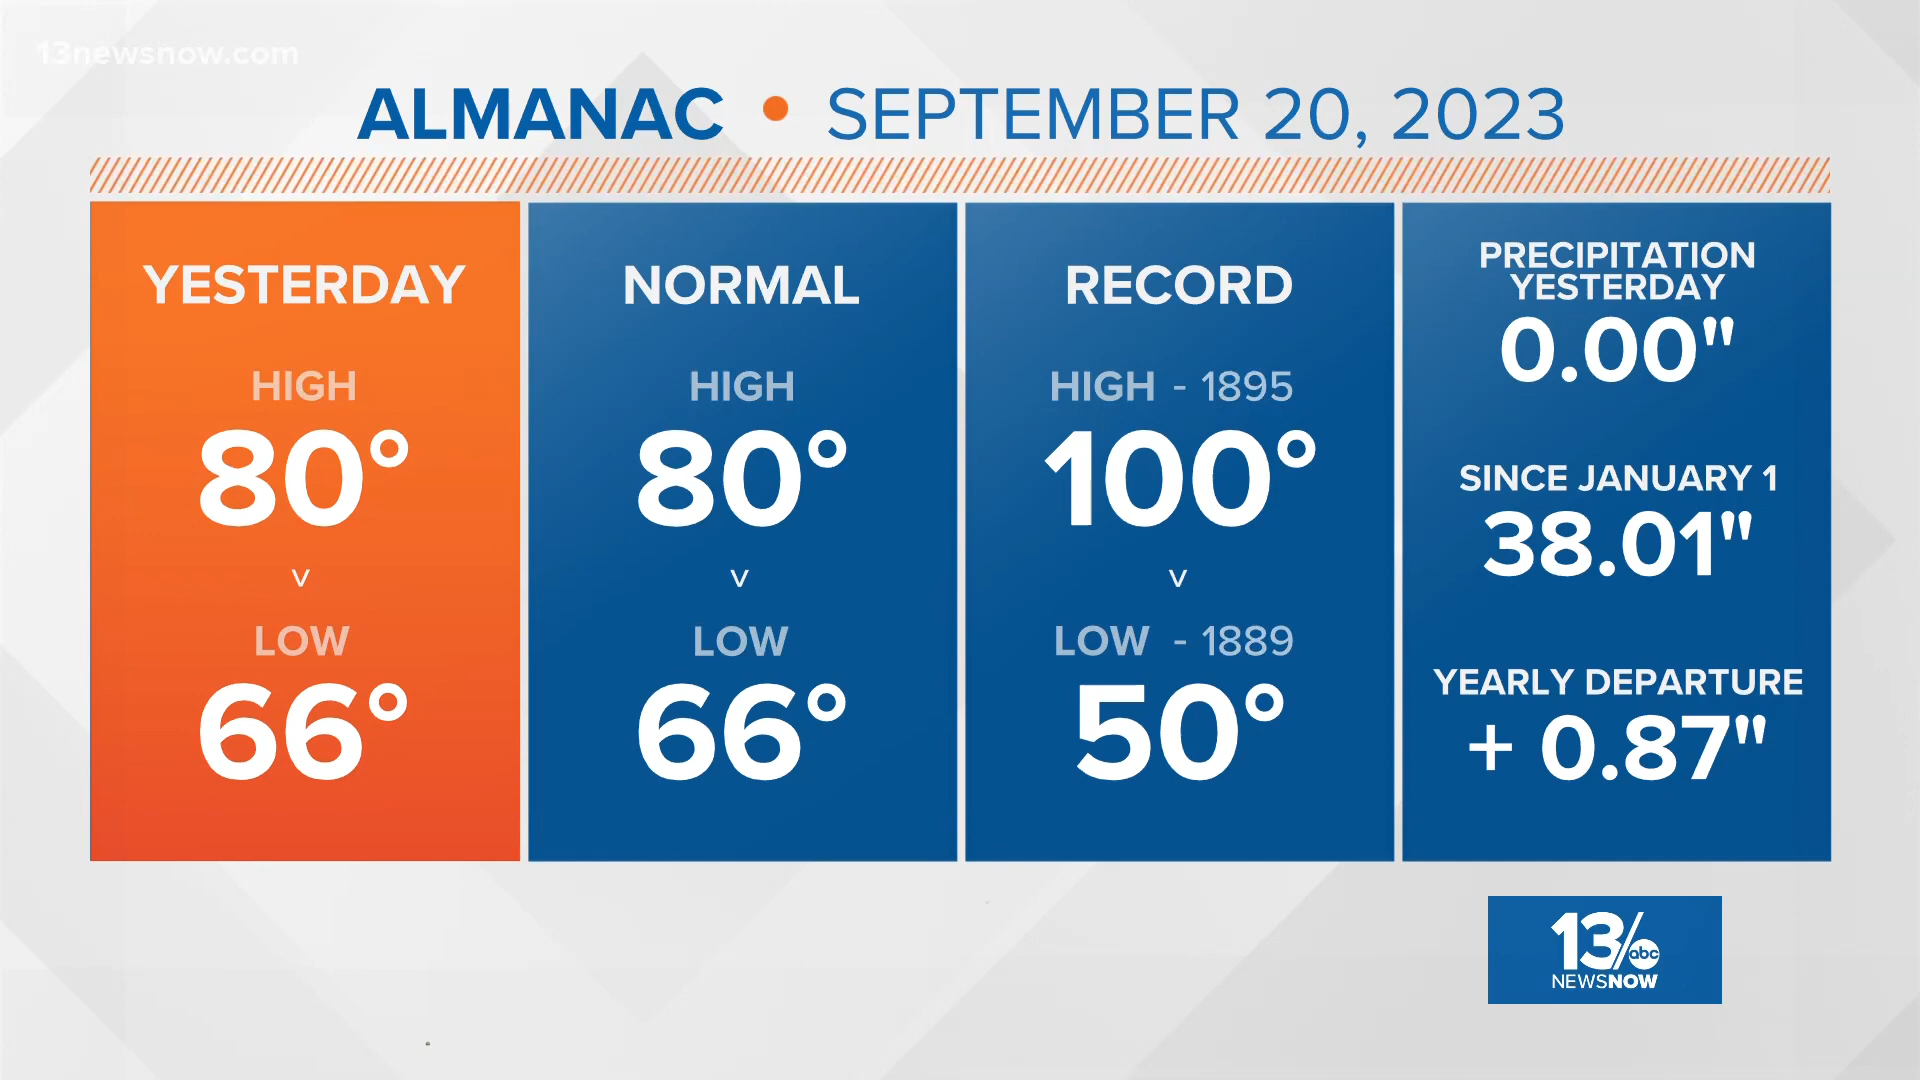 13newsnow.com
ALMANAC • SEPTEMBER 20, 2023
YESTERDAY
HIGH
80°
v
LOW
66°
NORMAL
HIGH
80°
v
LOW
66°
RECORD
HIGH - 1895
100°
v
LOW - 1889
50°
PRECIPITATION
YESTERDAY
0.00"
SINCE JANUARY 1
38.01"
YEARLY DEPARTURE
+ 0.87"
13/abc
NEWSNOW